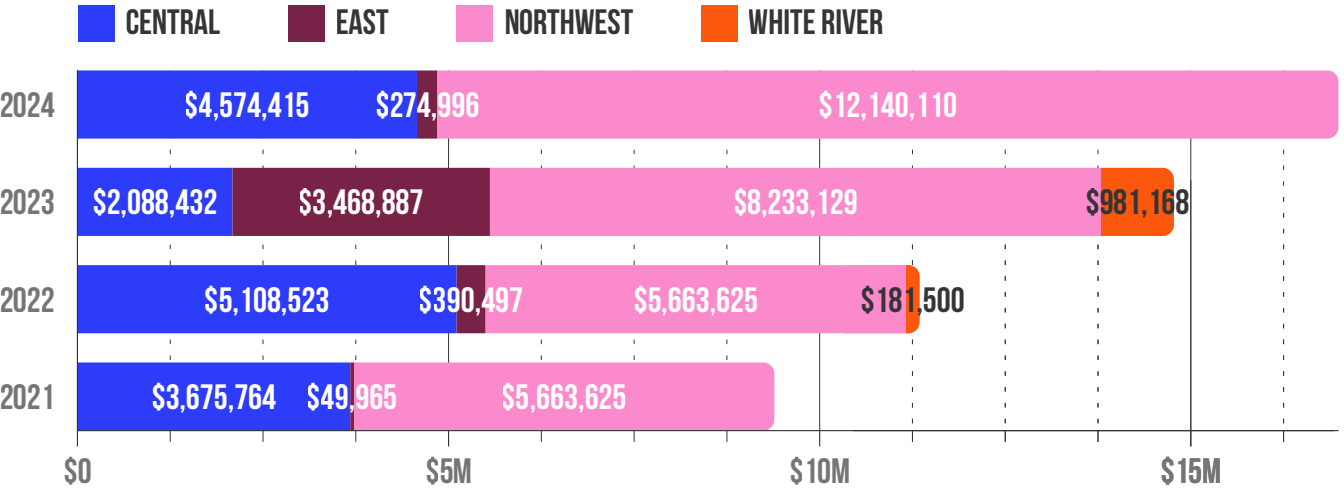 CENTRAL EAST NORTHWEST WHITE RIVER
2024 $4,574,415 $274,996 $12,140,110
2023 $2,088,432 $3,468,887 $8,233,129 $981,168
2022 $5,108,523 $390,497 $5,663,625 $181,500
2021 $3,675,764 $49,965 $5,663,625
$0 $5M $10M $15M